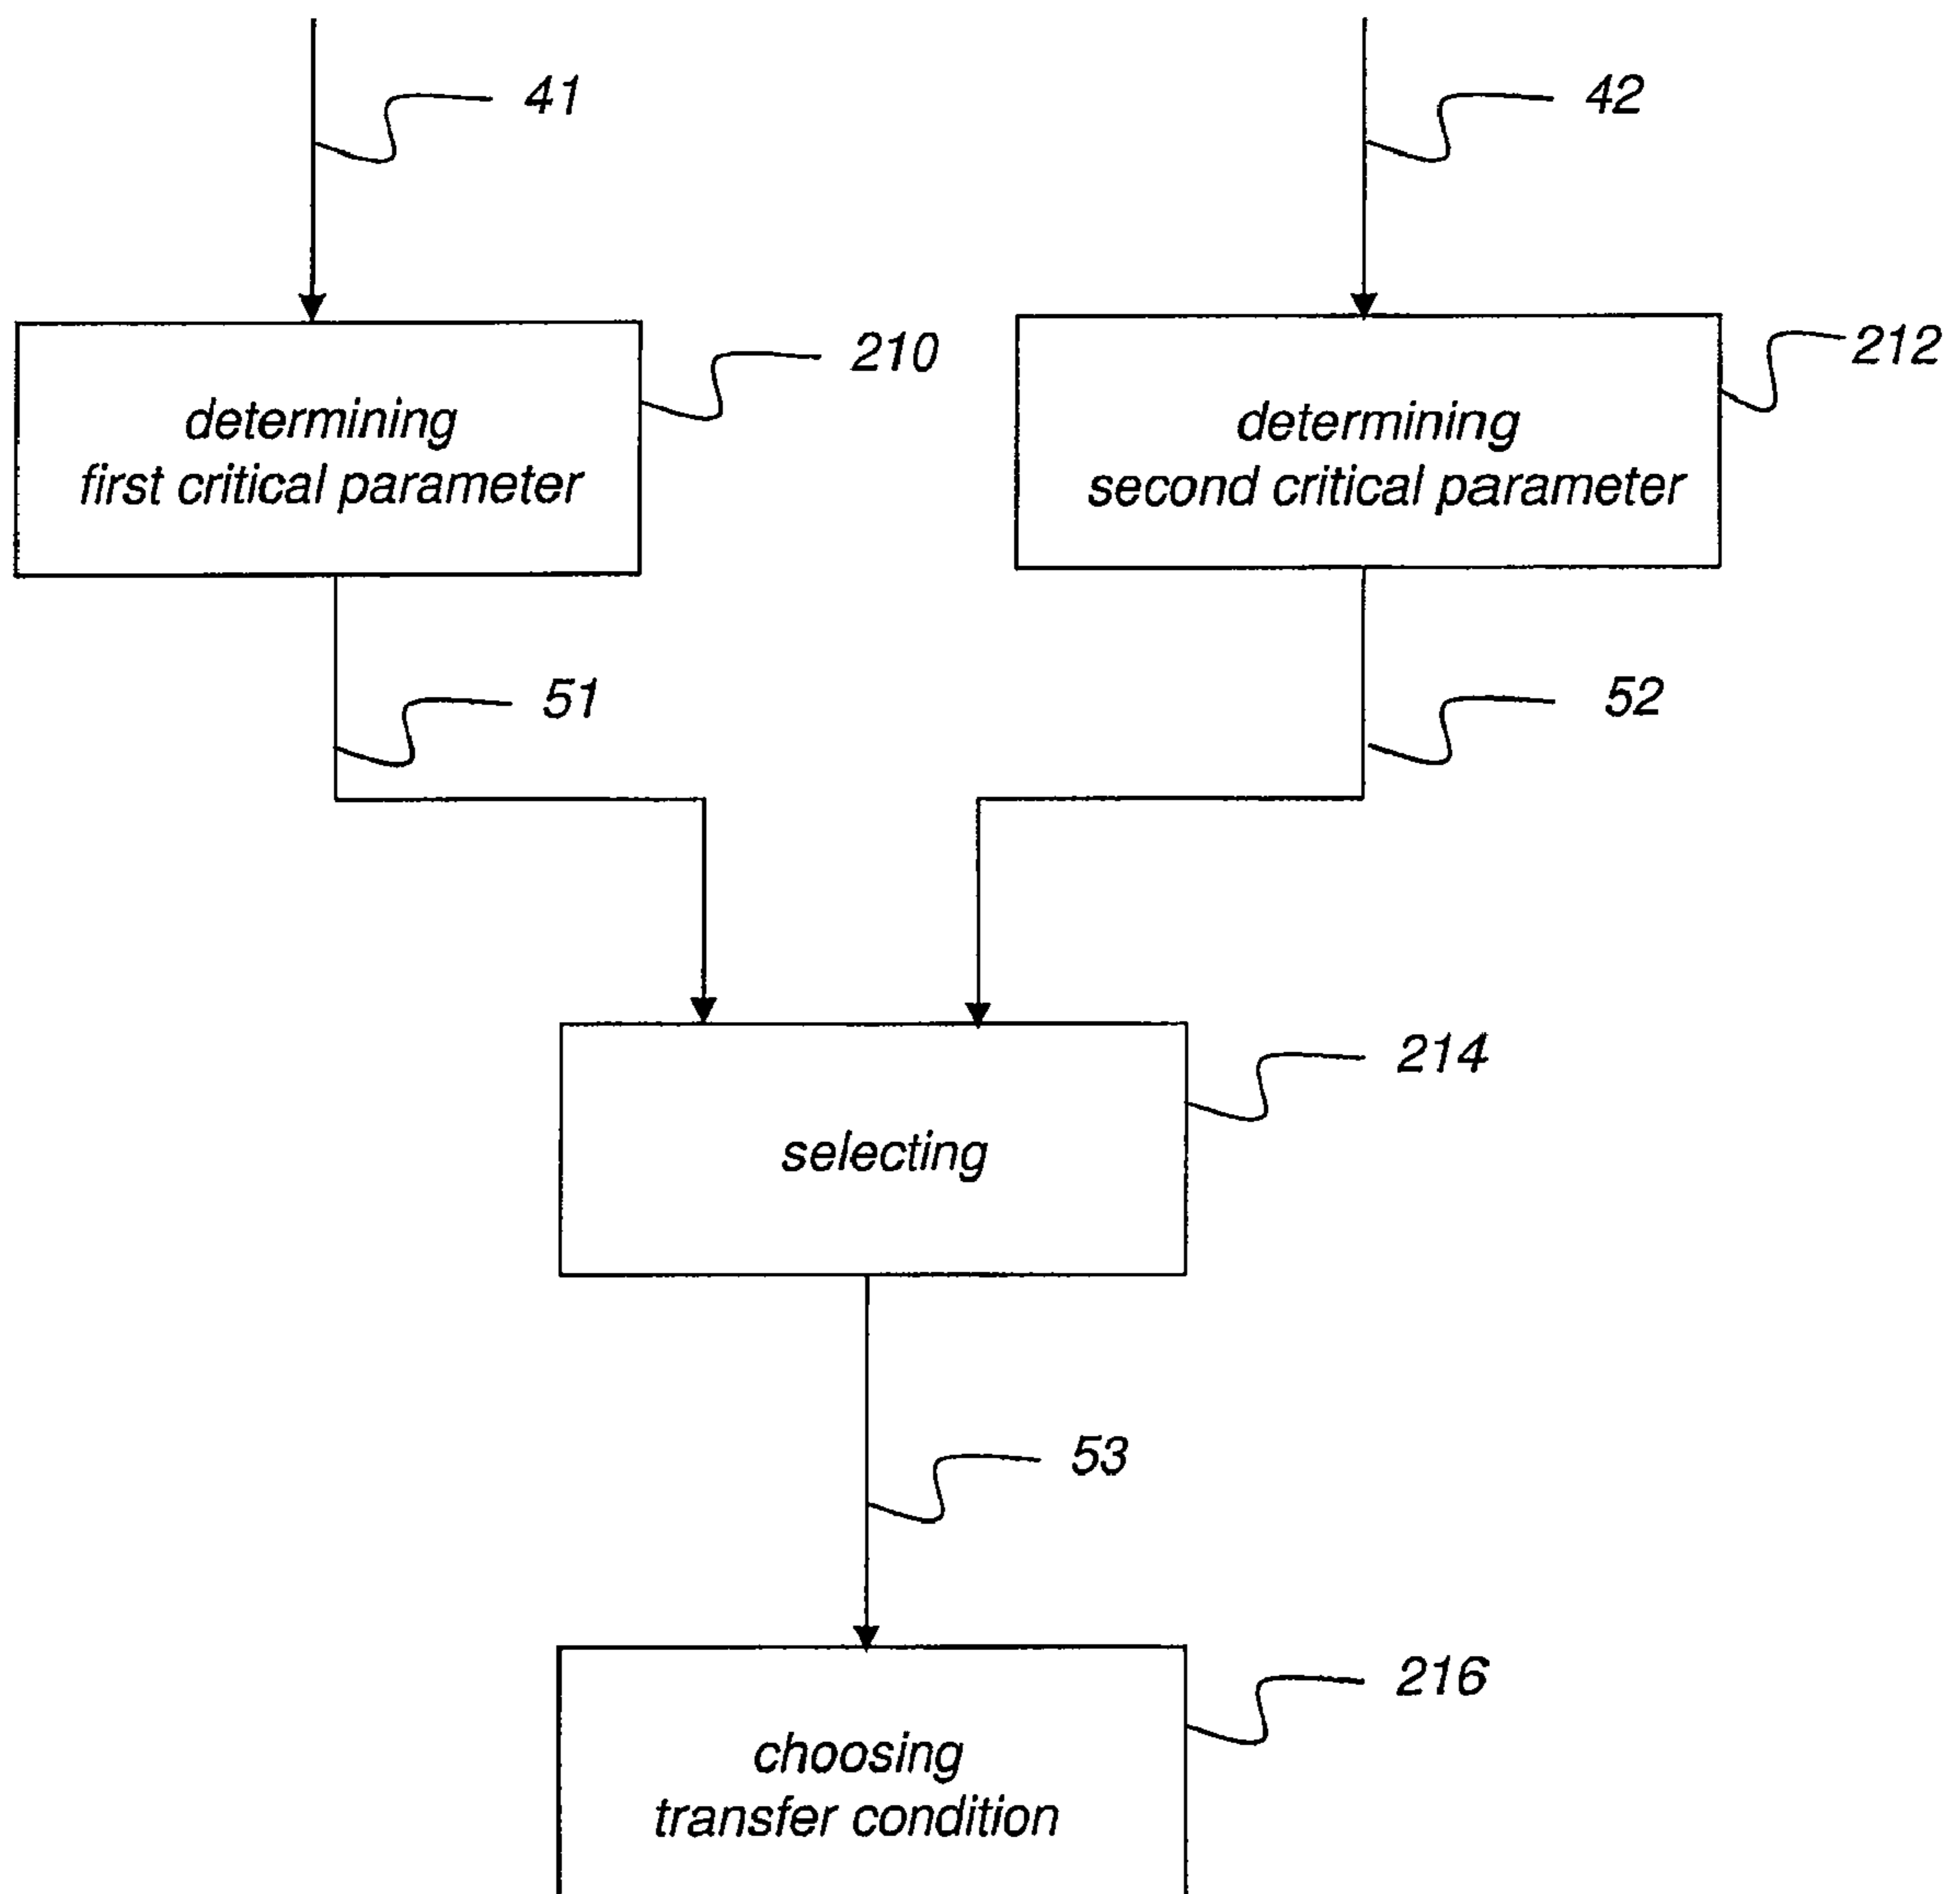 41
42
210
212
determining
first critical parameter
determining
second critical parameter
51
52
214
selecting
53
216
choosing
transfer condition